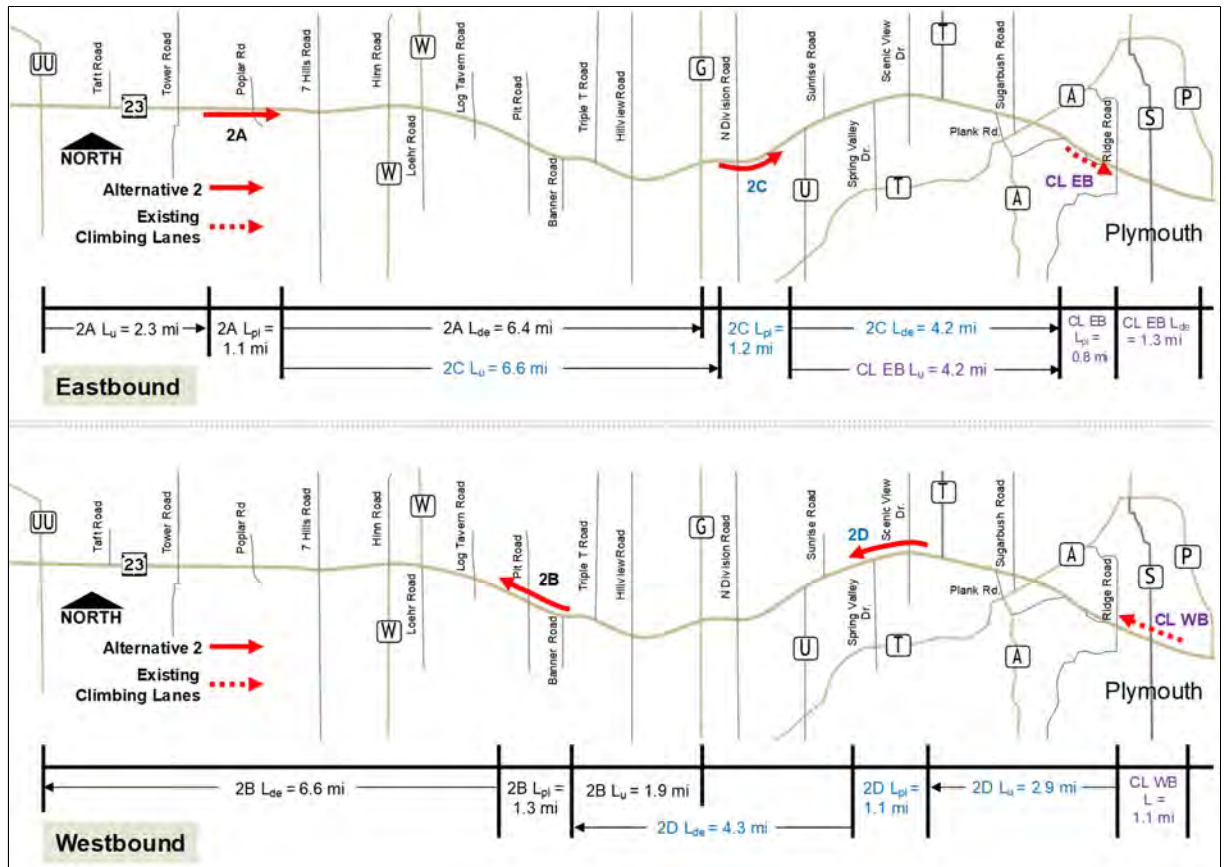 UU
Taft Road
Tower Road
Poplar Rd
7 Hills Road
Hinn Road
W
Log Tavern Road
Pit Road
Triple T Road
Hillview Road
G
N Division Road
Sunrise Road
Scenic View
Dr.
T
Sugarbush Road
A
S
P
23
2A
NORTH
W
Loehr Road
Banner Road
2C
U
Spring Valley
Dr.
T
Plank Rd.
A
Ridge Road
CL EB
Plymouth
Alternative 2
Existing
Climbing Lanes
2A Lu = 2.3 mi
2A Lpl =
1.1 mi
2A Lde = 6.4 mi
2C Lpl =
1.2 mi
2C Lde = 4.2 mi
CL EB
Lpl =
0.8 mi
CL EB Lde
= 1.3 mi
2C Lu = 6.6 mi
CL EB Lu = 4.2 mi
Eastbound
UU
Taft Road
Tower Road
Poplar Rd
7 Hills Road
Hinn Road
W
Log Tavern Road
Pit Road
Triple T Road
Hillview Road
G
N Division Road
Sunrise Road
Scenic View
Dr.
T
Sugarbush Road
A
S
P
23
2B
2D
NORTH
W
Loehr Road
Banner Road
U
Spring Valley
Dr.
T
Plank Rd.
A
Ridge Road
CL WB
Plymouth
Alternative 2
Existing
Climbing Lanes
2B Lde = 6.6 mi
2B Lpl =
1.3 mi
2B Lu = 1.9 mi
2D Lpl =
1.1 mi
2D Lu = 2.9 mi
CL WB
L =
1.1 mi
2D Lde = 4.3 mi
Westbound